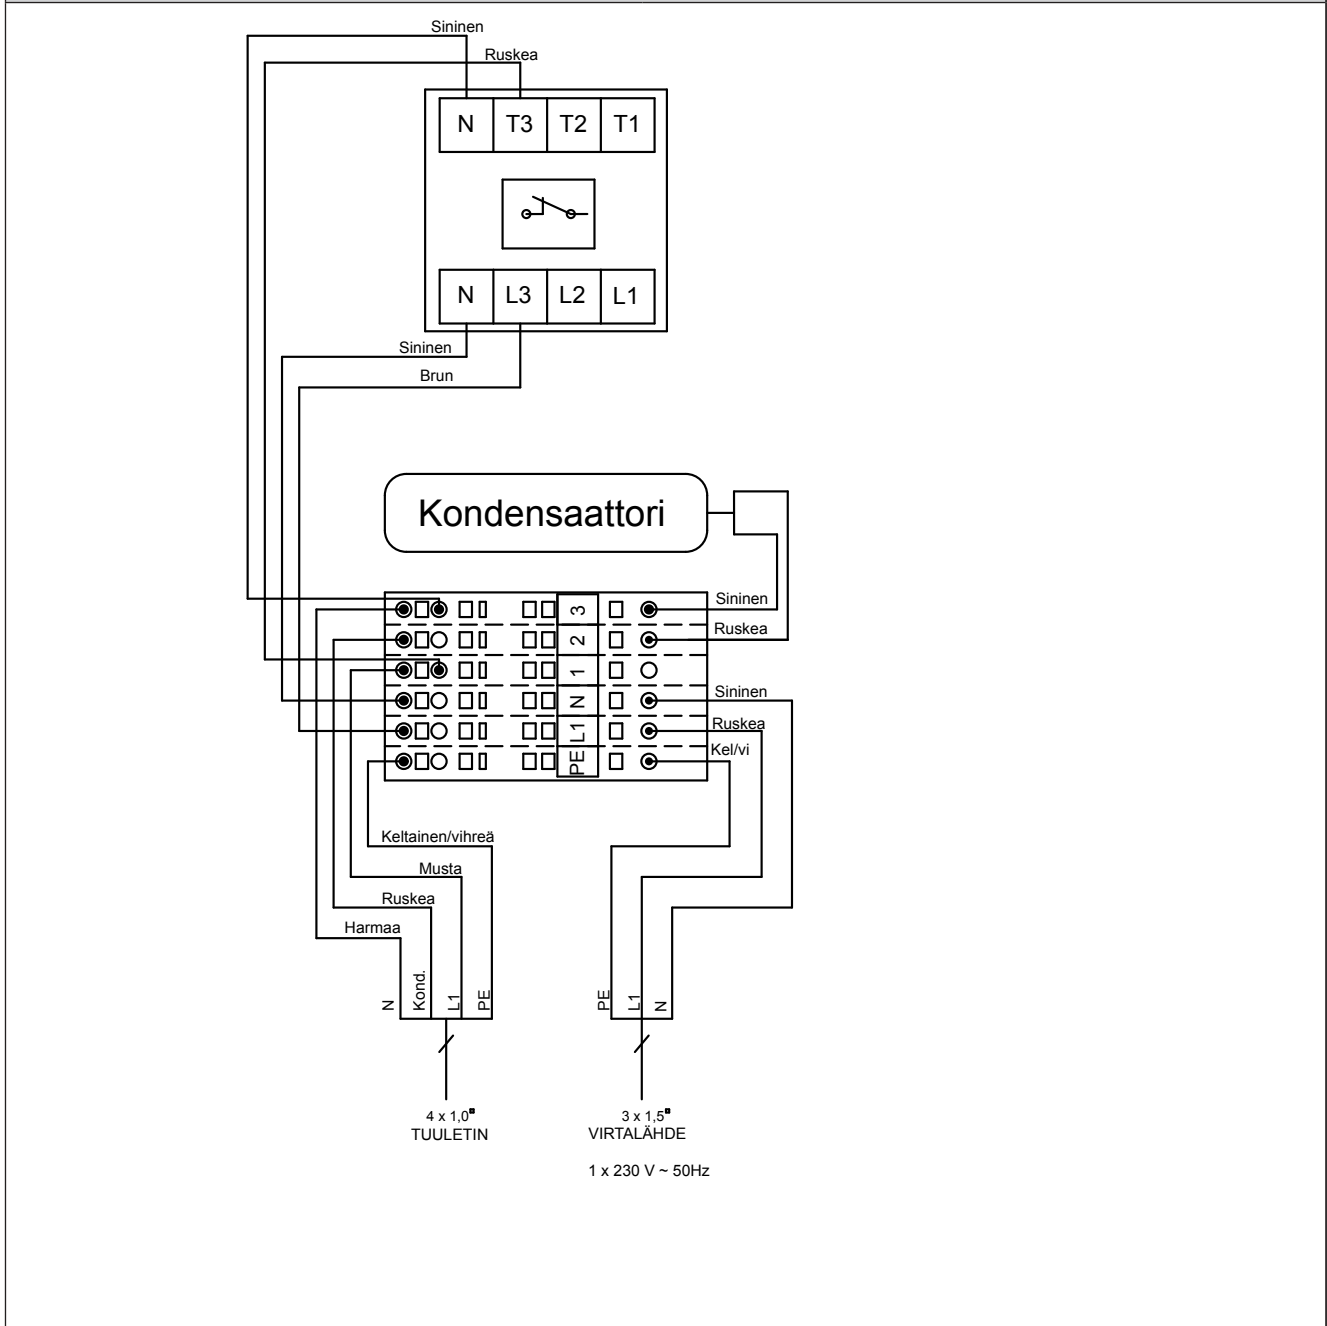 Sininen
Ruskea
N T3 T2 T1
N L3 L2 L1
Sininen
Brun
Kondensaattori
3 Sininen
2 Ruskea
1
N Sininen
L1 Ruskea
PE Kel/vi
Keltainen/vihreä
Musta
Ruskea
Harmaa
N Kond. L1 PE
PE L1 N
4 x 1,0
TUULETIN
3 x 1,5
VIRTALÄHDE
1 x 230 V ~ 50Hz